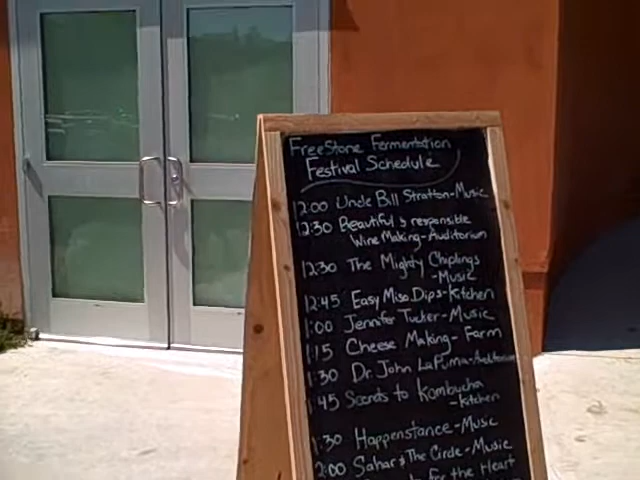 FreeStone Fermentation
Festival Schedule
12:00 Uncle Bill Stratton-Music
12:30 Beautiful & responsible
Wine Making-Auditorium
12:30 The Mighty Chiplings
-Music
12:45 Easy Miso Dips-Kitchen
1:00 Jennifer Tucker-Music
1:15 Cheese Making-Farm
1:30 Dr. John LaPuma-Auditorium
1:45 Secrets to Kombucha
-Kitchen
1:30 Happenstance-Music
2:00 Sahar & The Circle-Music
for the Heart